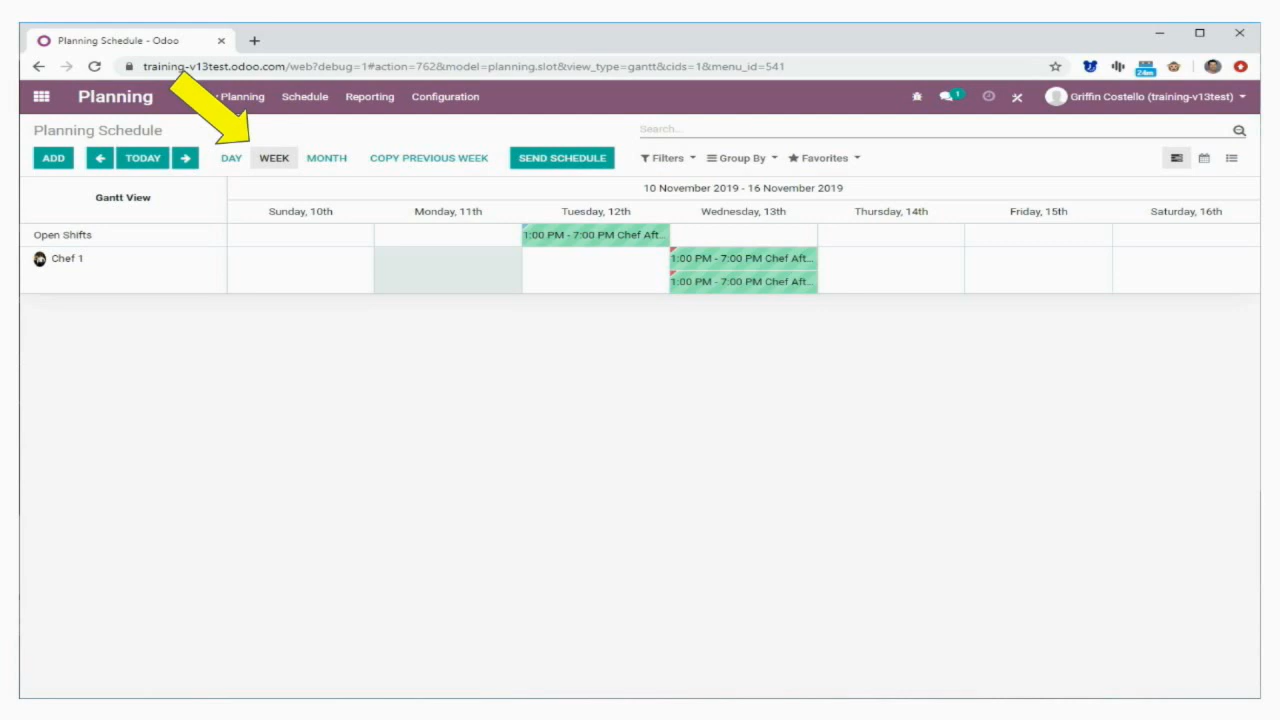 Planning Schedule - Odoo
training-v13test.odoo.com/web?debug=1#action=762&model=planning.slot&view_type=gantt&cids=1&menu_id=541
24m
Planning Planning Schedule Reporting Configuration 1 Griffin Costello (training-v13test)
Planning Schedule Search...
ADD TODAY DAY WEEK MONTH COPY PREVIOUS WEEK SEND SCHEDULE Filters Group By Favorites
Gantt View
10 November 2019 - 16 November 2019
Sunday, 10th Monday, 11th Tuesday, 12th Wednesday, 13th Thursday, 14th Friday, 15th Saturday, 16th
Open Shifts 1:00 PM - 7:00 PM Chef Aft...
Chef 1 1:00 PM - 7:00 PM Chef Aft...
1:00 PM - 7:00 PM Chef Aft...